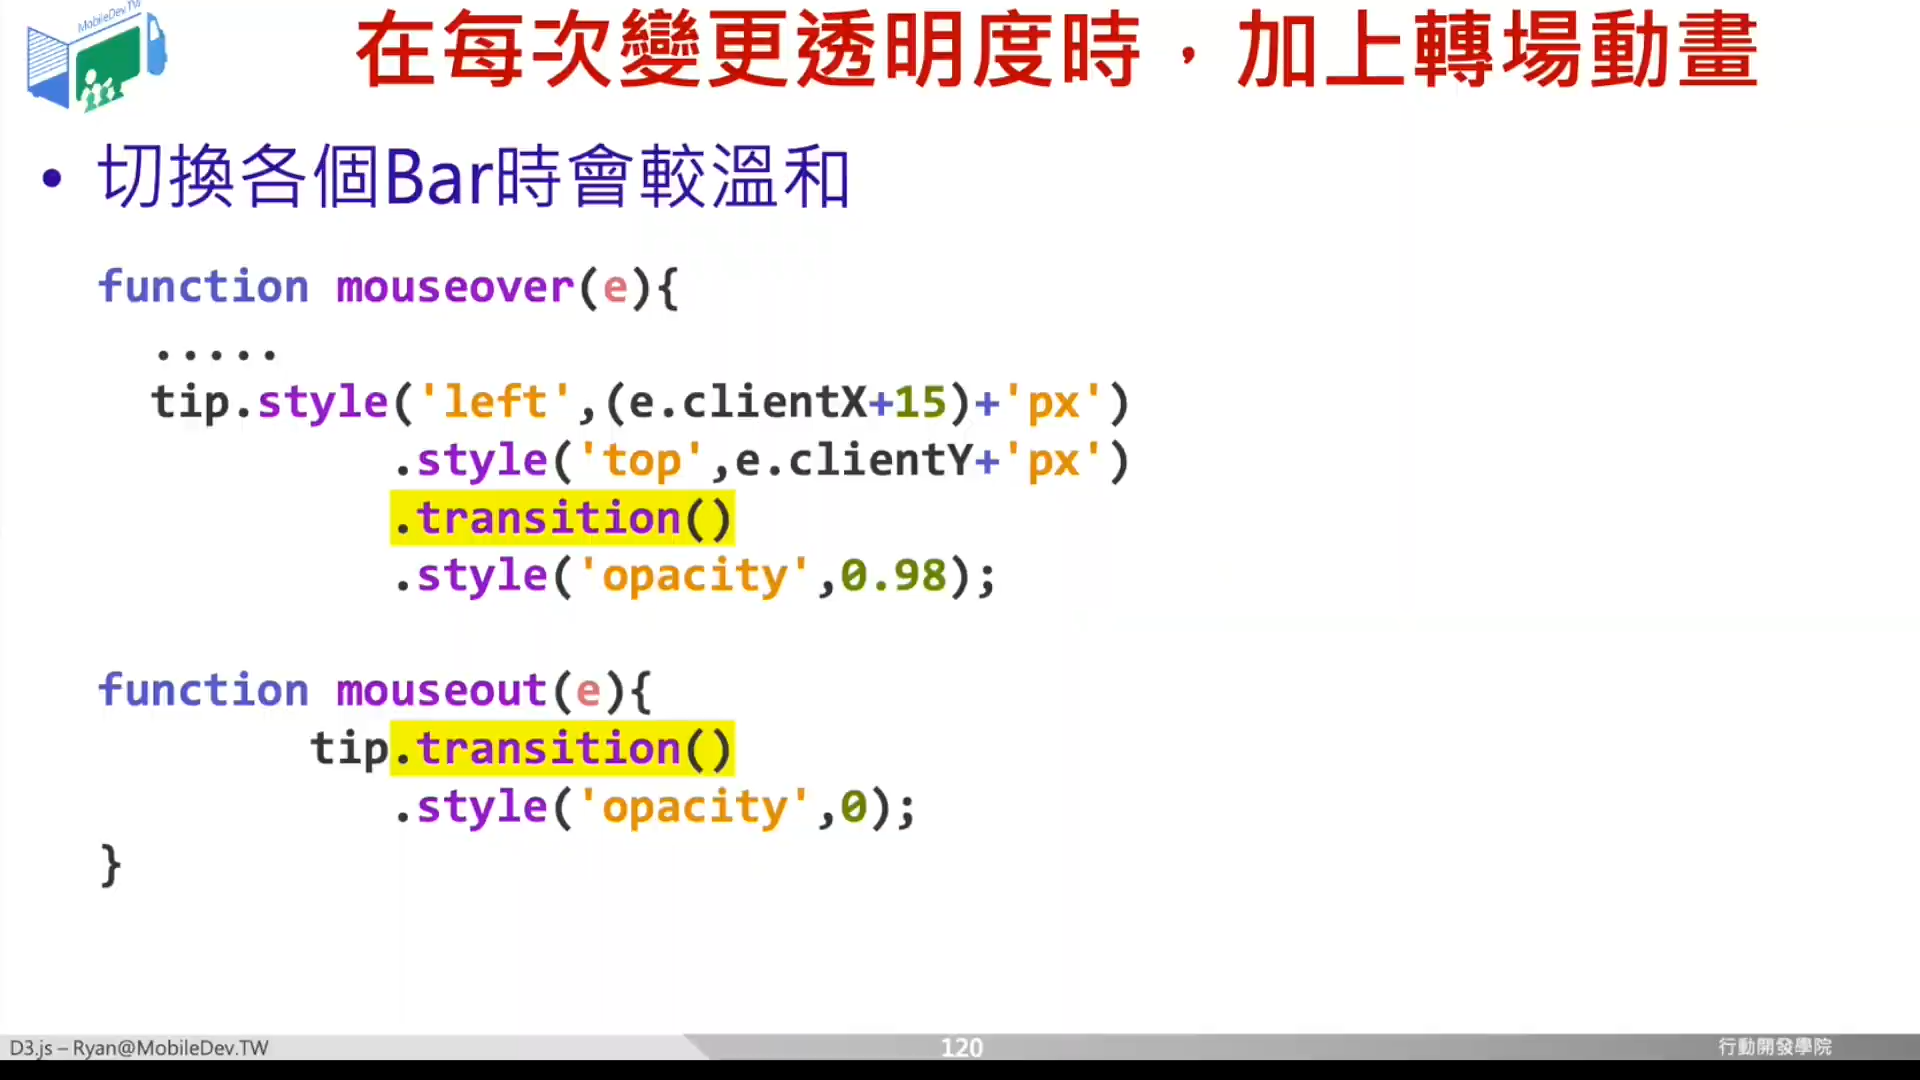 MobileDev.TW
在每次變更透明度時，加上轉場動畫
• 切換各個Bar時會較溫和
function mouseover(e){
.....
tip.style('left',(e.clientX+15)+'px')
.style('top',e.clientY+'px')
.transition()
.style('opacity',0.98);
function mouseout(e){
tip.transition()
.style('opacity',0);
}
D3.js – Ryan@MobileDev.TW
120
行動開發學院